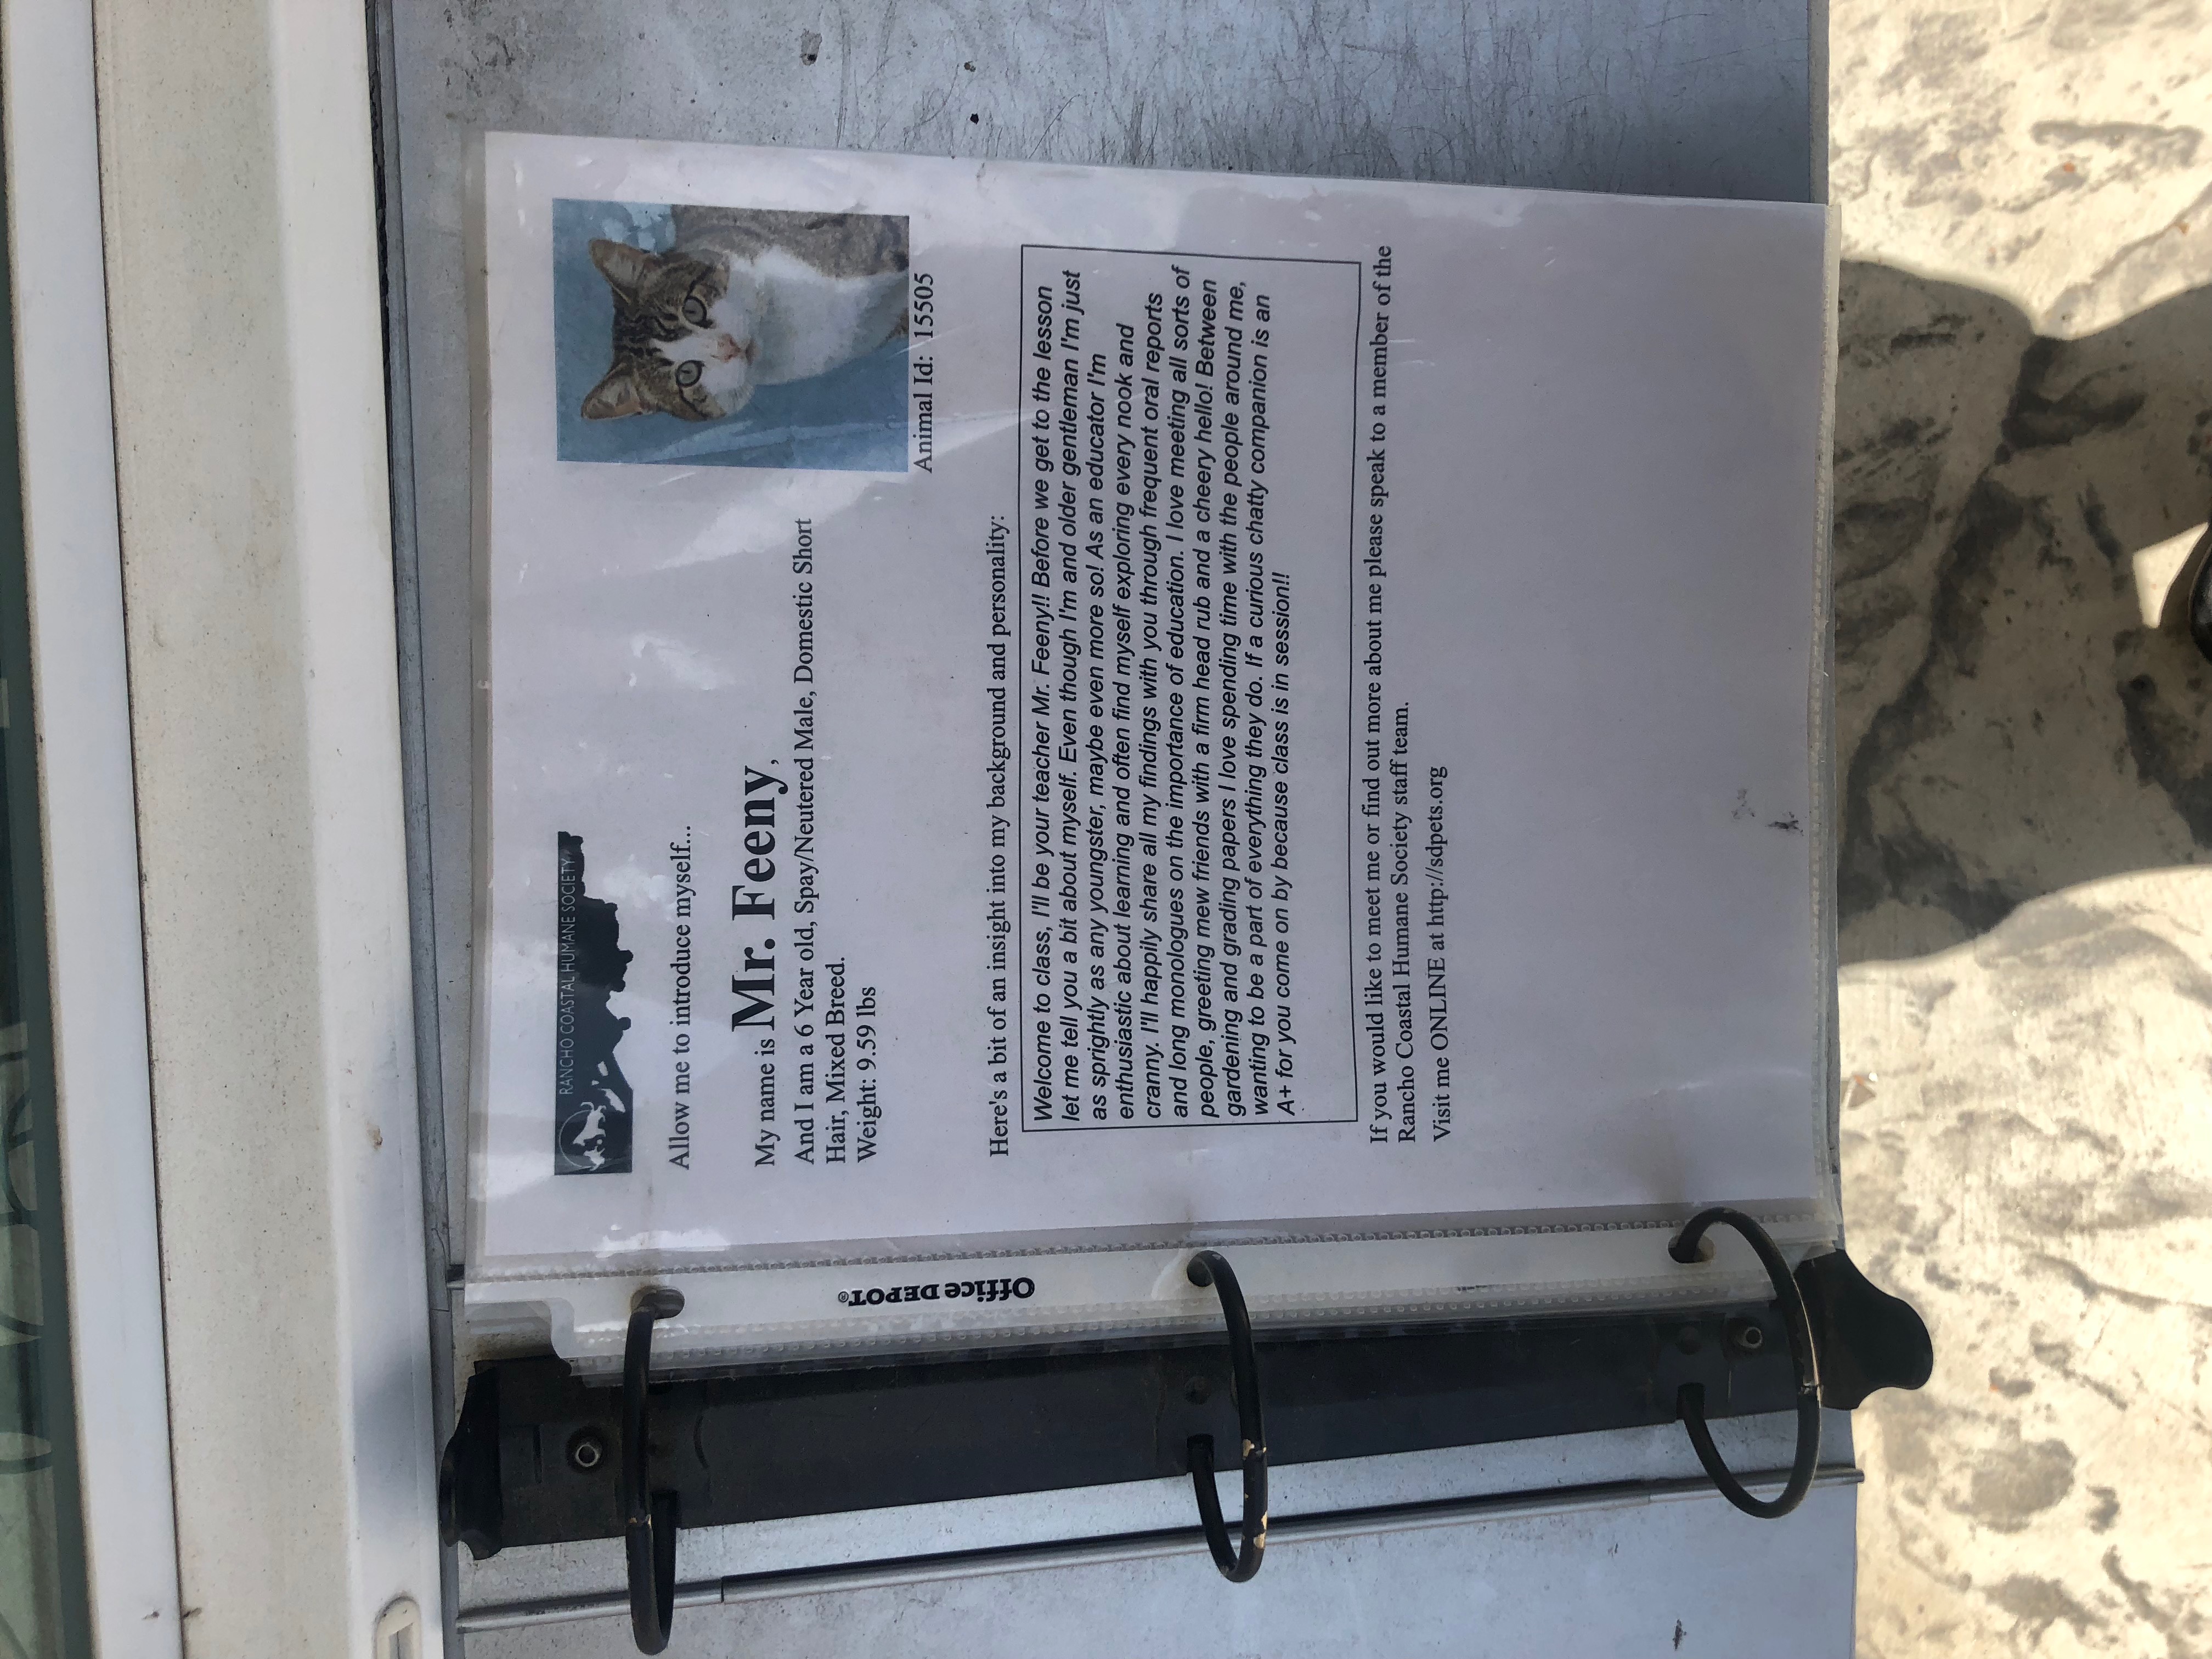 RANCHO COASTAL HUMANE SOCIETY
Allow me to introduce myself...
My name is Mr. Feeny,
And I am a 6 Year old, Spay/Neutered Male, Domestic Short
Hair, Mixed Breed.
Weight: 9.59 lbs
Animal Id: 15505
Office DEPOT®
Here's a bit of an insight into my background and personality:
Welcome to class, I'll be your teacher Mr. Feeny!! Before we get to the lesson
let me tell you a bit about myself. Even though I'm and older gentleman I'm just
as sprightly as any youngster, maybe even more so! As an educator I'm
enthusiastic about learning and often find myself exploring every nook and
cranny. I'll happily share all my findings with you through frequent oral reports
and long monologues on the importance of education. I love meeting all sorts of
people, greeting mew friends with a firm head rub and a cheery hello! Between
gardening and grading papers I love spending time with the people around me,
wanting to be a part of everything they do. If a curious chatty companion is an
A+ for you come on by because class is in session!!
If you would like to meet me or find out more about me please speak to a member of the
Rancho Coastal Humane Society staff team.
Visit me ONLINE at http://sdpets.org